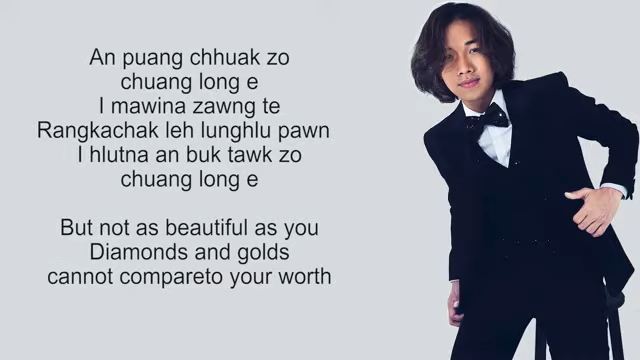 An puang chhuak zo
chuang long e
I mawina zawng te
Rangkachak leh lunghlu pawn
I hlutna an buk tawk zo
chuang long e
But not as beautiful as you
Diamonds and golds
cannot compareto your worth